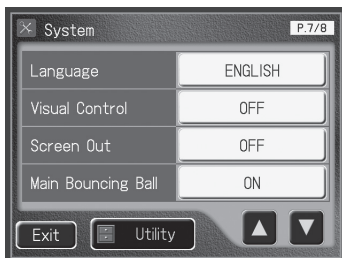 System P.7/8
Language ENGLISH
Visual Control OFF
Screen Out OFF
Main Bouncing Ball ON
Exit Utility